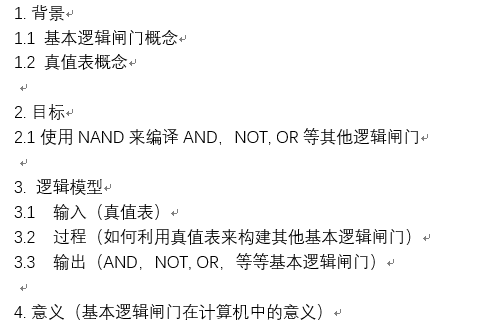 1. 背景
1.1 基本逻辑闸门概念
1.2 真值表概念
2. 目标
2.1 使用 NAND 来编译 AND，NOT, OR 等其他逻辑闸门
3. 逻辑模型
3.1 输入（真值表）
3.2 过程（如何利用真值表来构建其他基本逻辑闸门）
3.3 输出（AND，NOT, OR，等等基本逻辑闸门）
4. 意义（基本逻辑闸门在计算机中的意义）